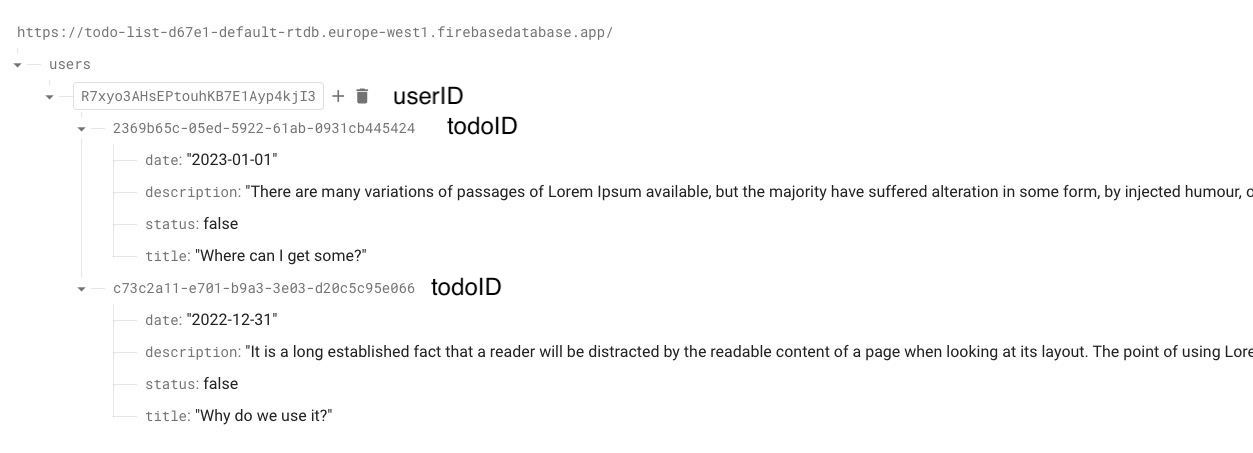 https://todo-list-d67e1-default-rtdb.europe-west1.firebasedatabase.app/
users
R7xyo3AHsEPtouhKB7E1Ayp4kjI3 + userID
2369b65c-05ed-5922-61ab-0931cb445424 todoID
date: "2023-01-01"
description: "There are many variations of passages of Lorem Ipsum available, but the majority have suffered alteration in some form, by injected humour, o
status: false
title: "Where can I get some?"
c73c2a11-e701-b9a3-3e03-d20c5c95e066 todoID
date: "2022-12-31"
description: "It is a long established fact that a reader will be distracted by the readable content of a page when looking at its layout. The point of using Lore
status: false
title: "Why do we use it?"